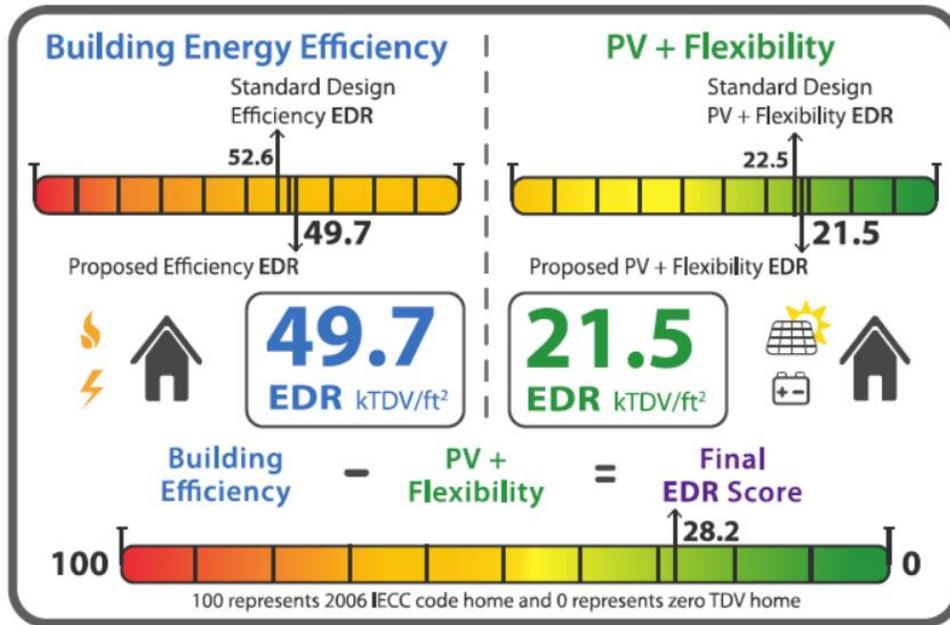 Building Energy Efficiency
Standard Design
Efficiency EDR
52.6
49.7
Proposed Efficiency EDR
49.7
EDR kTDV/ft²
PV + Flexibility
Standard Design
PV + Flexibility EDR
22.5
21.5
Proposed PV + Flexibility EDR
21.5
EDR kTDV/ft²
Building
Efficiency
-
PV +
Flexibility
=
Final
EDR Score
28.2
100
0
100 represents 2006 IECC code home and 0 represents zero TDV home